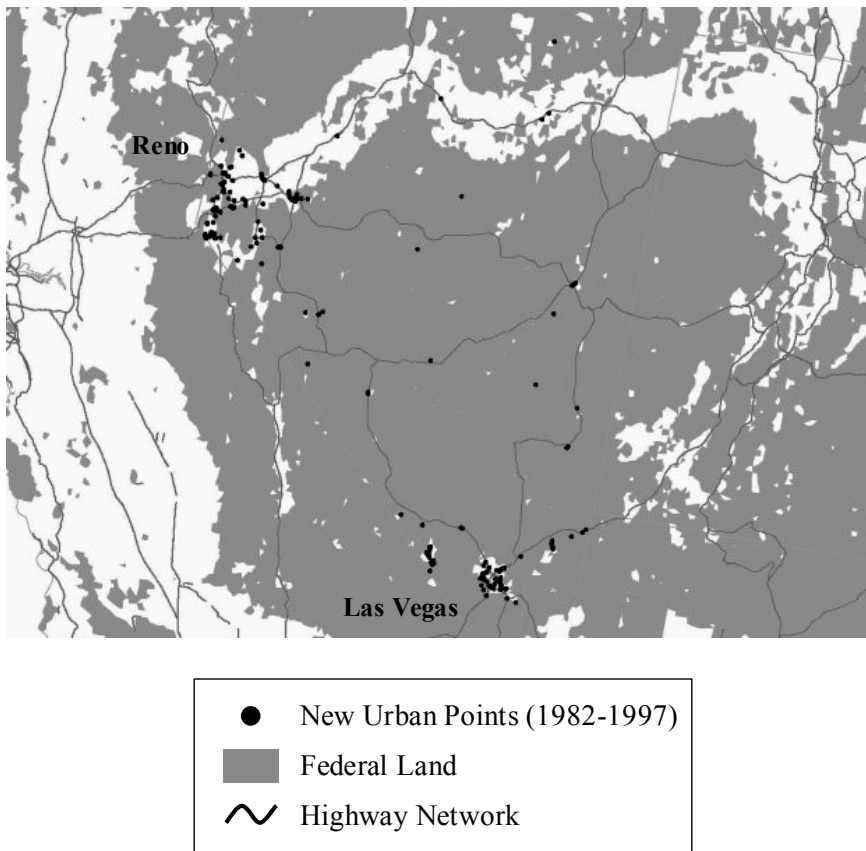 Reno
Las Vegas
New Urban Points (1982-1997)
Federal Land
Highway Network